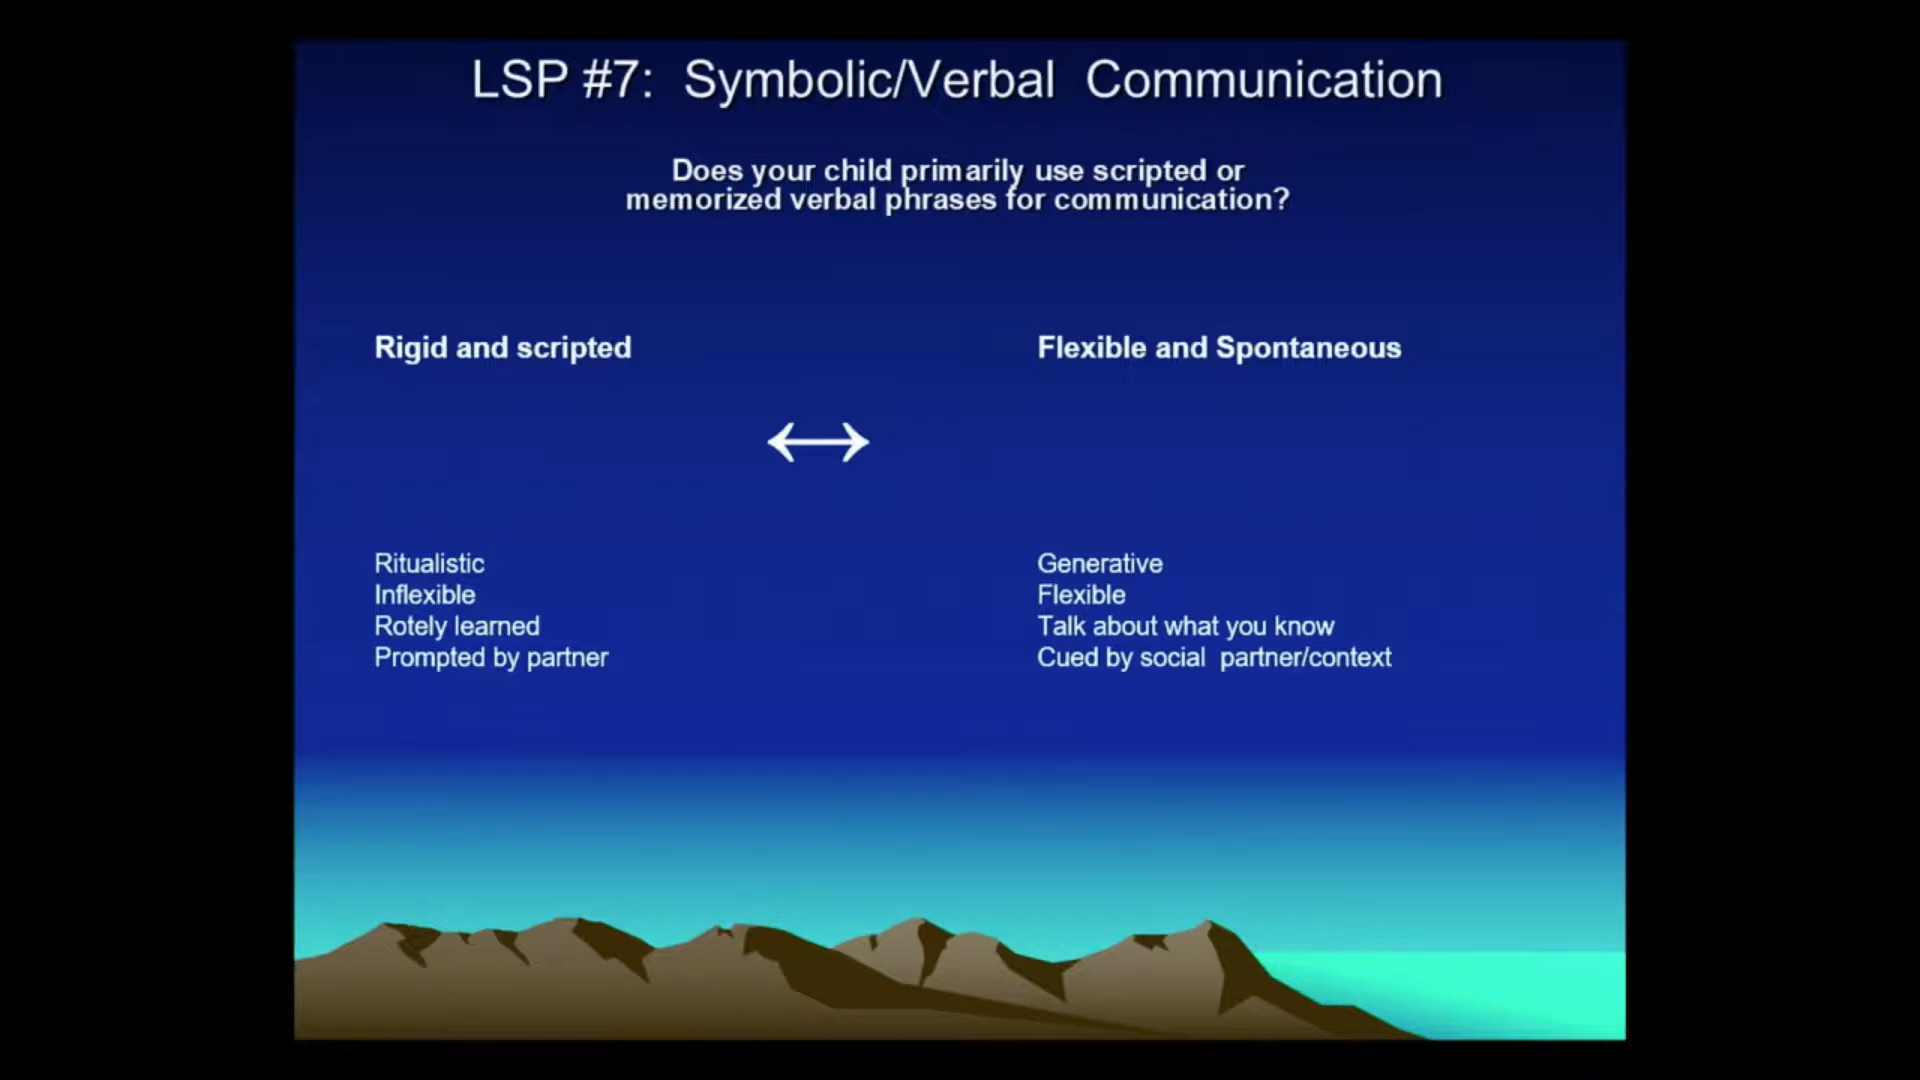 LSP #7: Symbolic/Verbal Communication
Does your child primarily use scripted or
memorized verbal phrases for communication?
Rigid and scripted
Flexible and Spontaneous
Ritualistic
Inflexible
Rotely learned
Prompted by partner
Generative
Flexible
Talk about what you know
Cued by social partner/context